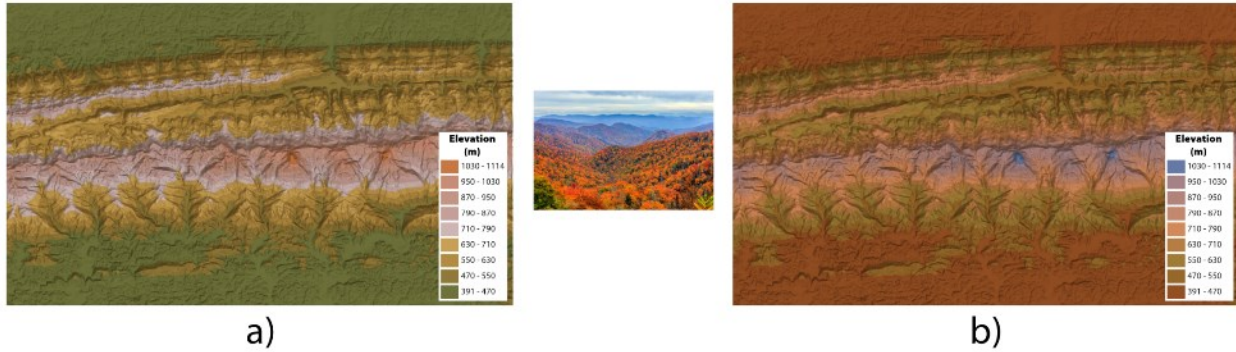 Elevation
(m)
1030 - 1114
950 - 1030
870 - 950
790 - 870
710 - 790
630 - 710
550 - 630
470 - 550
391 - 470
a)
Elevation
(m)
1030 - 1114
950 - 1030
870 - 950
790 - 870
710 - 790
630 - 710
550 - 630
470 - 550
391 - 470
b)